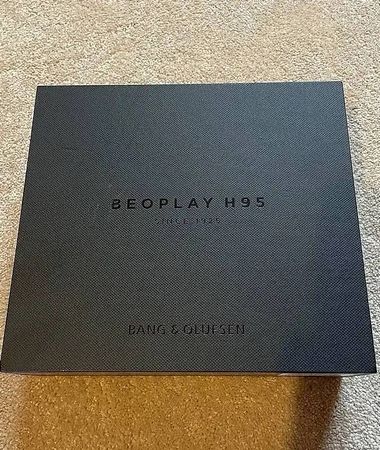 BEOPLAY H95
SINCE 1925
BANG & OLUFSEN